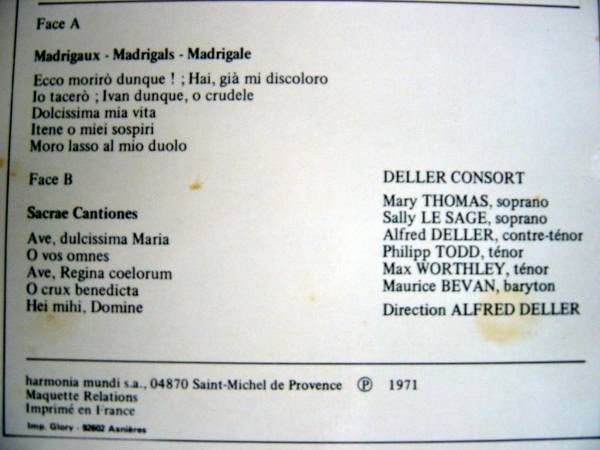 Face A
Madrigaux - Madrigals - Madrigale
Ecco morirò dunque ! ; Hai, già mi discoloro
Io tacerò ; Ivan dunque, o crudele
Dolcissima mia vita
Itene o miei sospiri
Moro lasso al mio duolo
Face B
Sacrae Cantiones
Ave, dulcissima Maria
O vos omnes
Ave, Regina coelorum
O crux benedicta
Hei mihi, Domine
DELLER CONSORT
Mary THOMAS, soprano
Sally LE SAGE, soprano
Alfred DELLER, contre-ténor
Philipp TODD, ténor
Max WORTHLEY, ténor
Maurice BEVAN, baryton
Direction ALFRED DELLER
harmonia mundi s.a., 04870 Saint-Michel de Provence Ⓟ 1971
Maquette Relations
Imprimé en France
Imp. Glory - 92602 Asnières